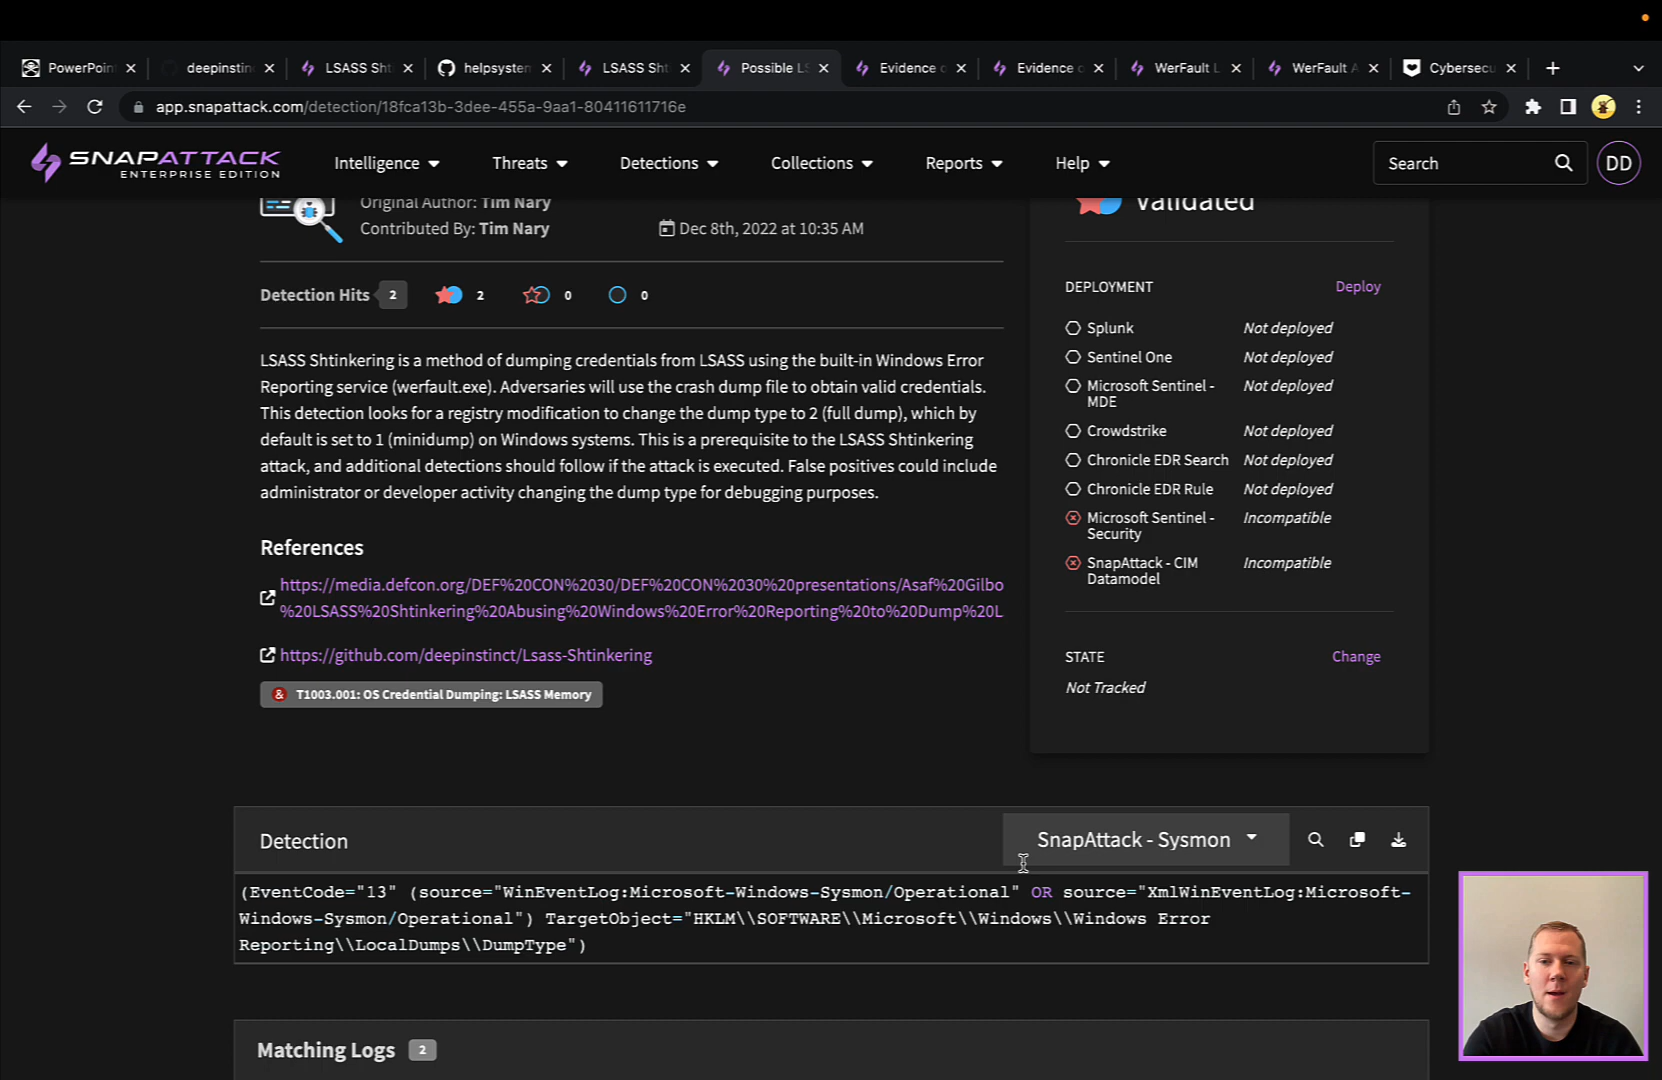 PowerPoin
deepinstin
LSASS Sht
helpsystem
LSASS Sht
Possible LS
Evidence o
Evidence o
WerFault L
WerFault A
Cybersecu
app.snapattack.com/detection/18fca13b-3dee-455a-9aa1-80411611716e
SNAPATTACK
ENTERPRISE EDITION
Intelligence
Threats
Detections
Collections
Reports
Help
Search
DD
Original Author: Tim Nary
Contributed By: Tim Nary
Dec 8th, 2022 at 10:35 AM
Validated
Detection Hits 2 2 0 0
LSASS Shtinkering is a method of dumping credentials from LSASS using the built-in Windows Error
Reporting service (werfault.exe). Adversaries will use the crash dump file to obtain valid credentials.
This detection looks for a registry modification to change the dump type to 2 (full dump), which by
default is set to 1 (minidump) on Windows systems. This is a prerequisite to the LSASS Shtinkering
attack, and additional detections should follow if the attack is executed. False positives could include
administrator or developer activity changing the dump type for debugging purposes.
References
https://media.defcon.org/DEF%20CON%2030/DEF%20CON%2030%20presentations/Asaf%20Gilbo
%20LSASS%20Shtinkering%20Abusing%20Windows%20Error%20Reporting%20to%20Dump%20L
https://github.com/deepinstinct/Lsass-Shtinkering
& T1003.001: OS Credential Dumping: LSASS Memory
DEPLOYMENT Deploy
Splunk Not deployed
Sentinel One Not deployed
Microsoft Sentinel - Not deployed
MDE
Crowdstrike Not deployed
Chronicle EDR Search Not deployed
Chronicle EDR Rule Not deployed
Microsoft Sentinel - Incompatible
Security
SnapAttack - CIM Incompatible
Datamodel
STATE Change
Not Tracked
Detection
SnapAttack - Sysmon
(EventCode="13" (source="WinEventLog:Microsoft-Windows-Sysmon/Operational" OR source="XmlWinEventLog:Microsoft-
Windows-Sysmon/Operational") TargetObject="HKLM\\SOFTWARE\\Microsoft\\Windows\\Windows Error
Reporting\\LocalDumps\\DumpType")
Matching Logs 2